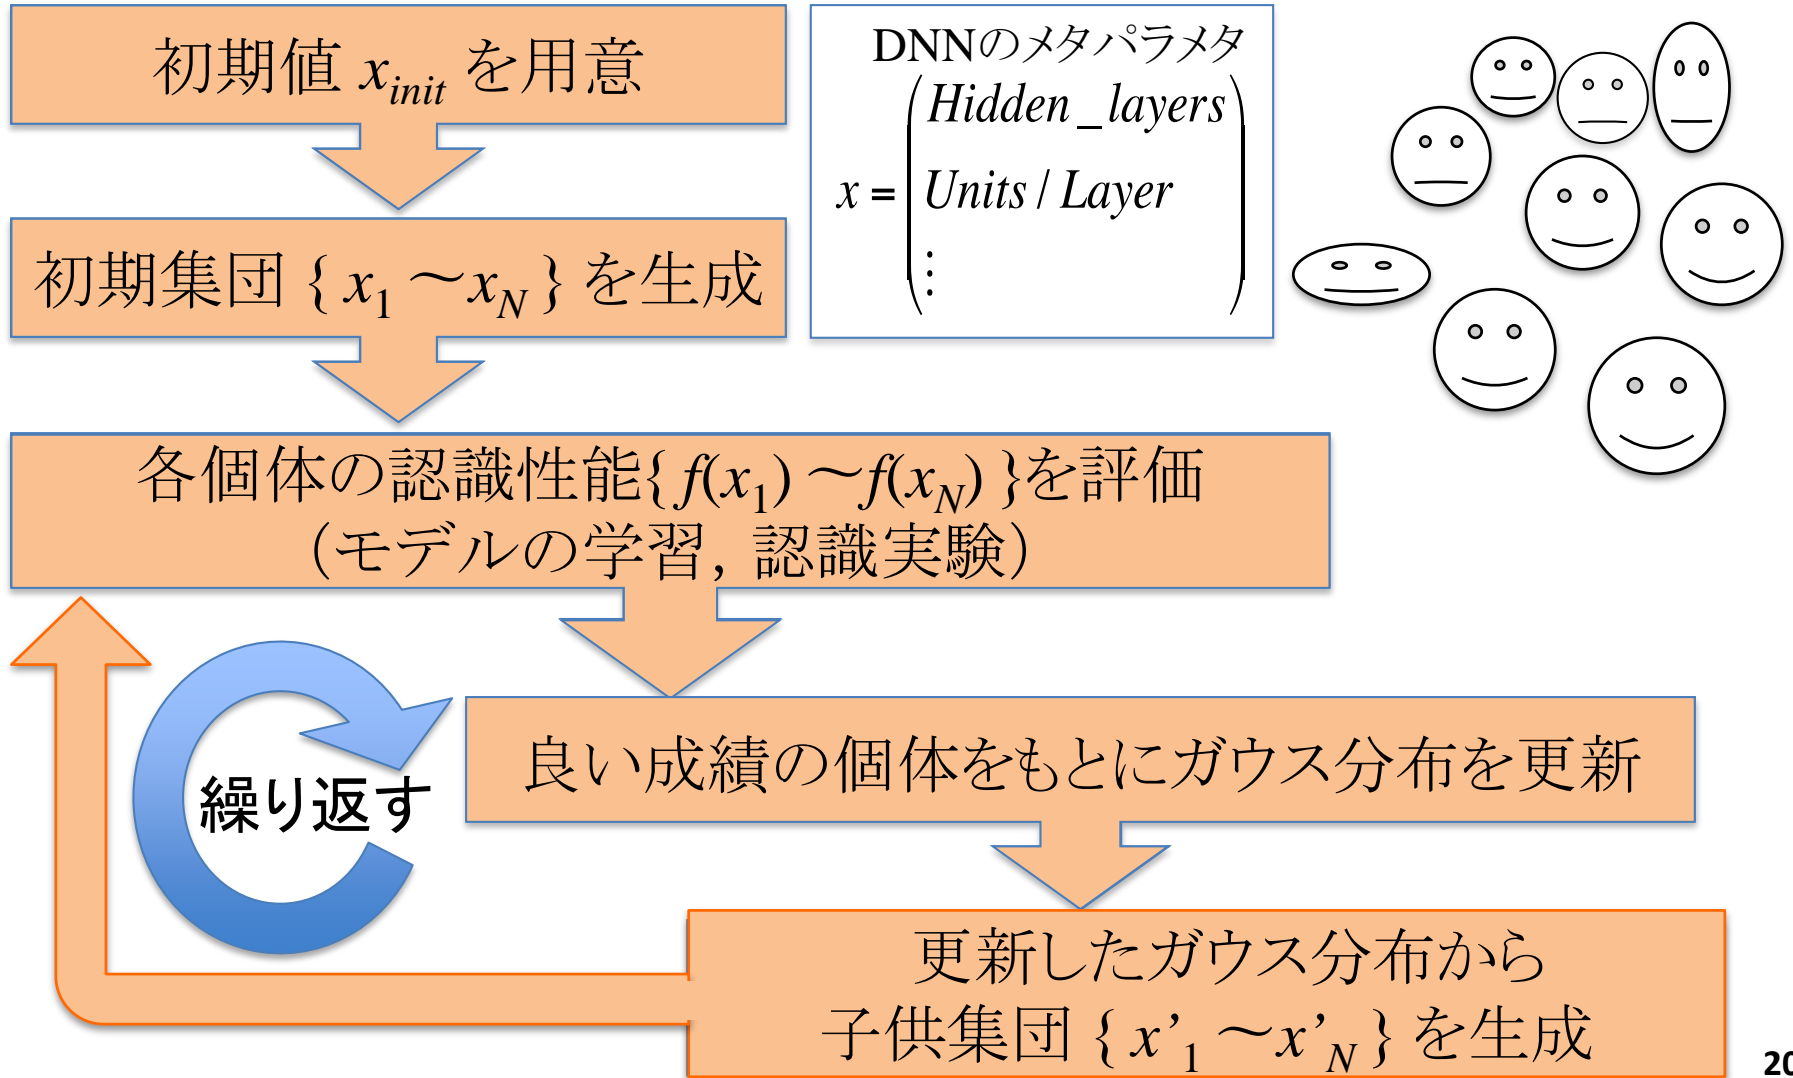 初期値 x_init を用意
DNNのメタパラメタ
x = (Hidden_layers
Units / Layer
⋮)
初期集団 { x_1 〜x_N } を生成
各個体の認識性能{ f(x_1) 〜f(x_N) }を評価
（モデルの学習, 認識実験）
繰り返す
良い成績の個体をもとにガウス分布を更新
更新したガウス分布から
子供集団 { x’_1 〜x’_N } を生成
20